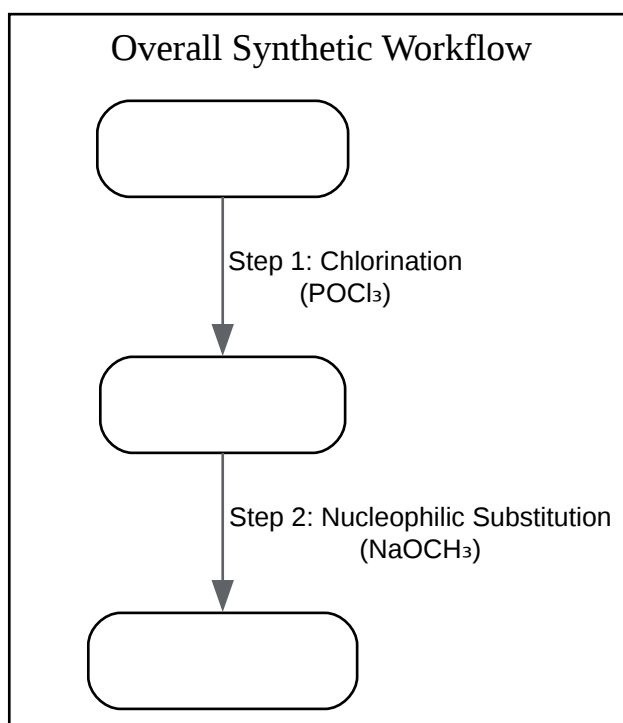 Overall Synthetic Workflow
Step 1: Chlorination
(POCl₃)
Step 2: Nucleophilic Substitution
(NaOCH₃)